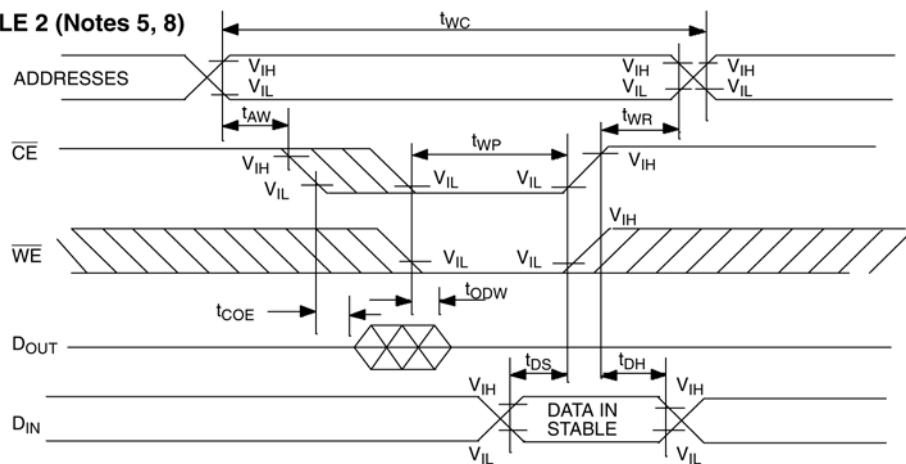 LE 2 (Notes 5, 8)
tWC
ADDRESSES
VIH
VIL
VIH
VIL
VIH
VIL
tAW
tWR
CE
VIH
VIL
tWP
VIL
VIL
VIH
WE
VIL
VIL
VIH
tCOE
tODW
DOUT
tDS
tDH
DIN
VIH
VIL
DATA IN
STABLE
VIH
VIL